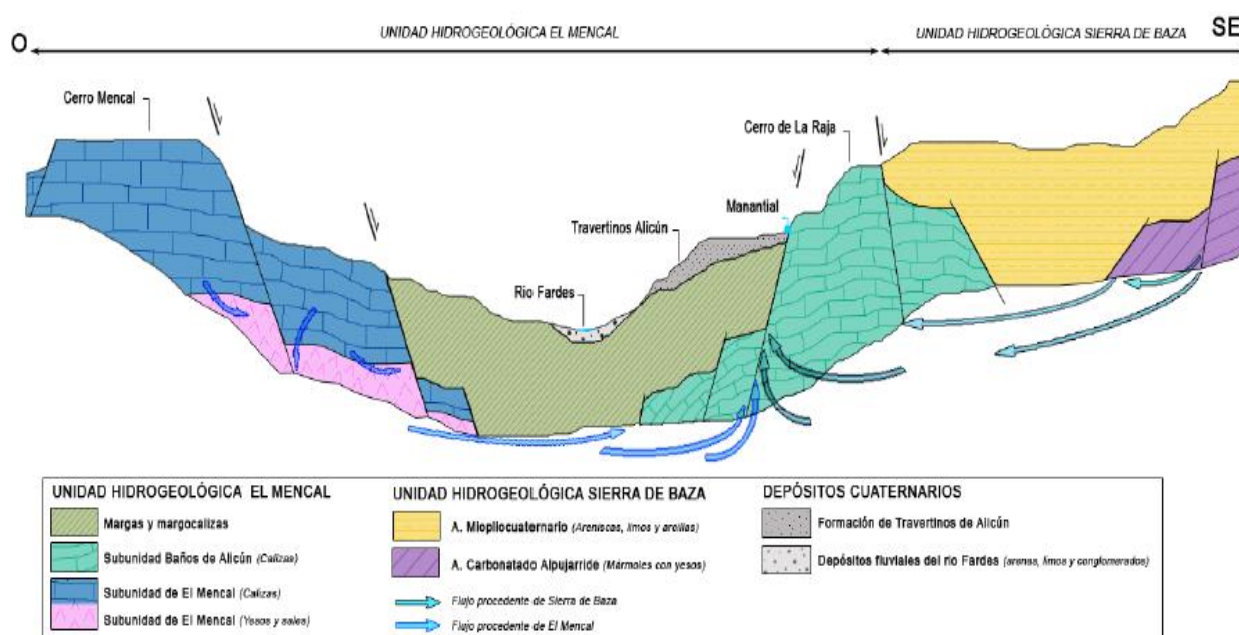 UNIDAD HIDROGEOLÓGICA EL MENCAL
UNIDAD HIDROGEOLÓGICA SIERRA DE BAZA
O
SE
Cerro Mencal
Cerro de La Raja
Manantial
Travertinos Alicún
Rio Fardes
UNIDAD HIDROGEOLÓGICA EL MENCAL
Margas y margocalizas
Subunidad Baños de Alicún (Calizas)
Subunidad de El Mencal (Calizas)
Subunidad de El Mencal (Yesos y sales)
UNIDAD HIDROGEOLÓGICA SIERRA DE BAZA
A. Miopliocuaternario (Areniscas, limos y arcillas)
A. Carbonatado Alpujarride (Mármoles con yesos)
Flujo procedente de Sierra de Baza
Flujo procedente de El Mencal
DEPÓSITOS CUATERNARIOS
Formación de Travertinos de Alicún
Depósitos fluviales del rio Fardes (arenas, limos y conglomerados)